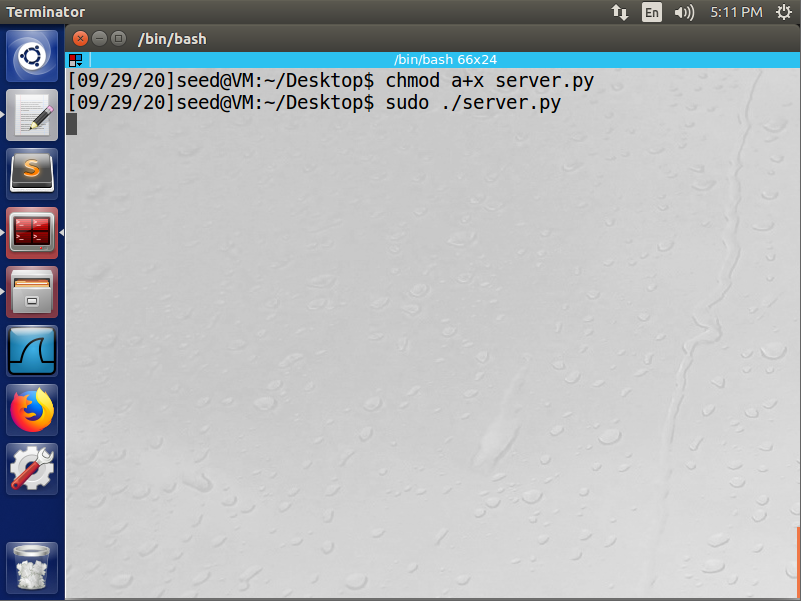 Terminator
En
5:11 PM
/bin/bash
/bin/bash 66x24
[09/29/20]seed@VM:~/Desktop$ chmod a+x server.py
[09/29/20]seed@VM:~/Desktop$ sudo ./server.py